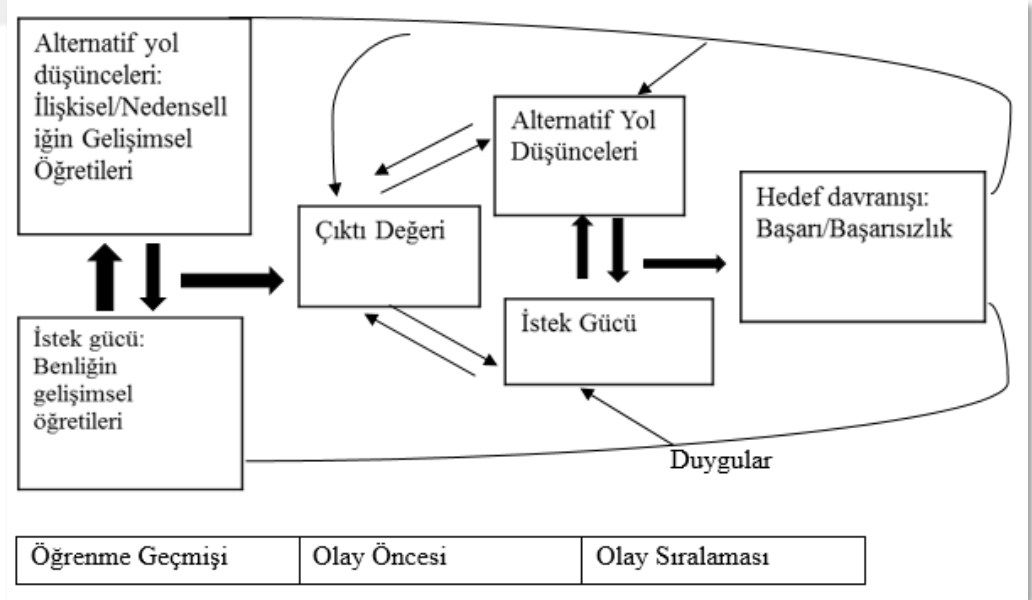 Alternatif yol
düşünceleri:
İlişkisel/Nedensell
iğin Gelişimsel
Öğretileri
İstek gücü:
Benliğin
gelişimsel
öğretileri
Çıktı Değeri
Alternatif Yol
Düşünceleri
İstek Gücü
Hedef davranışı:
Başarı/Başarısızlık
Duygular
Öğrenme Geçmişi
Olay Öncesi
Olay Sıralaması